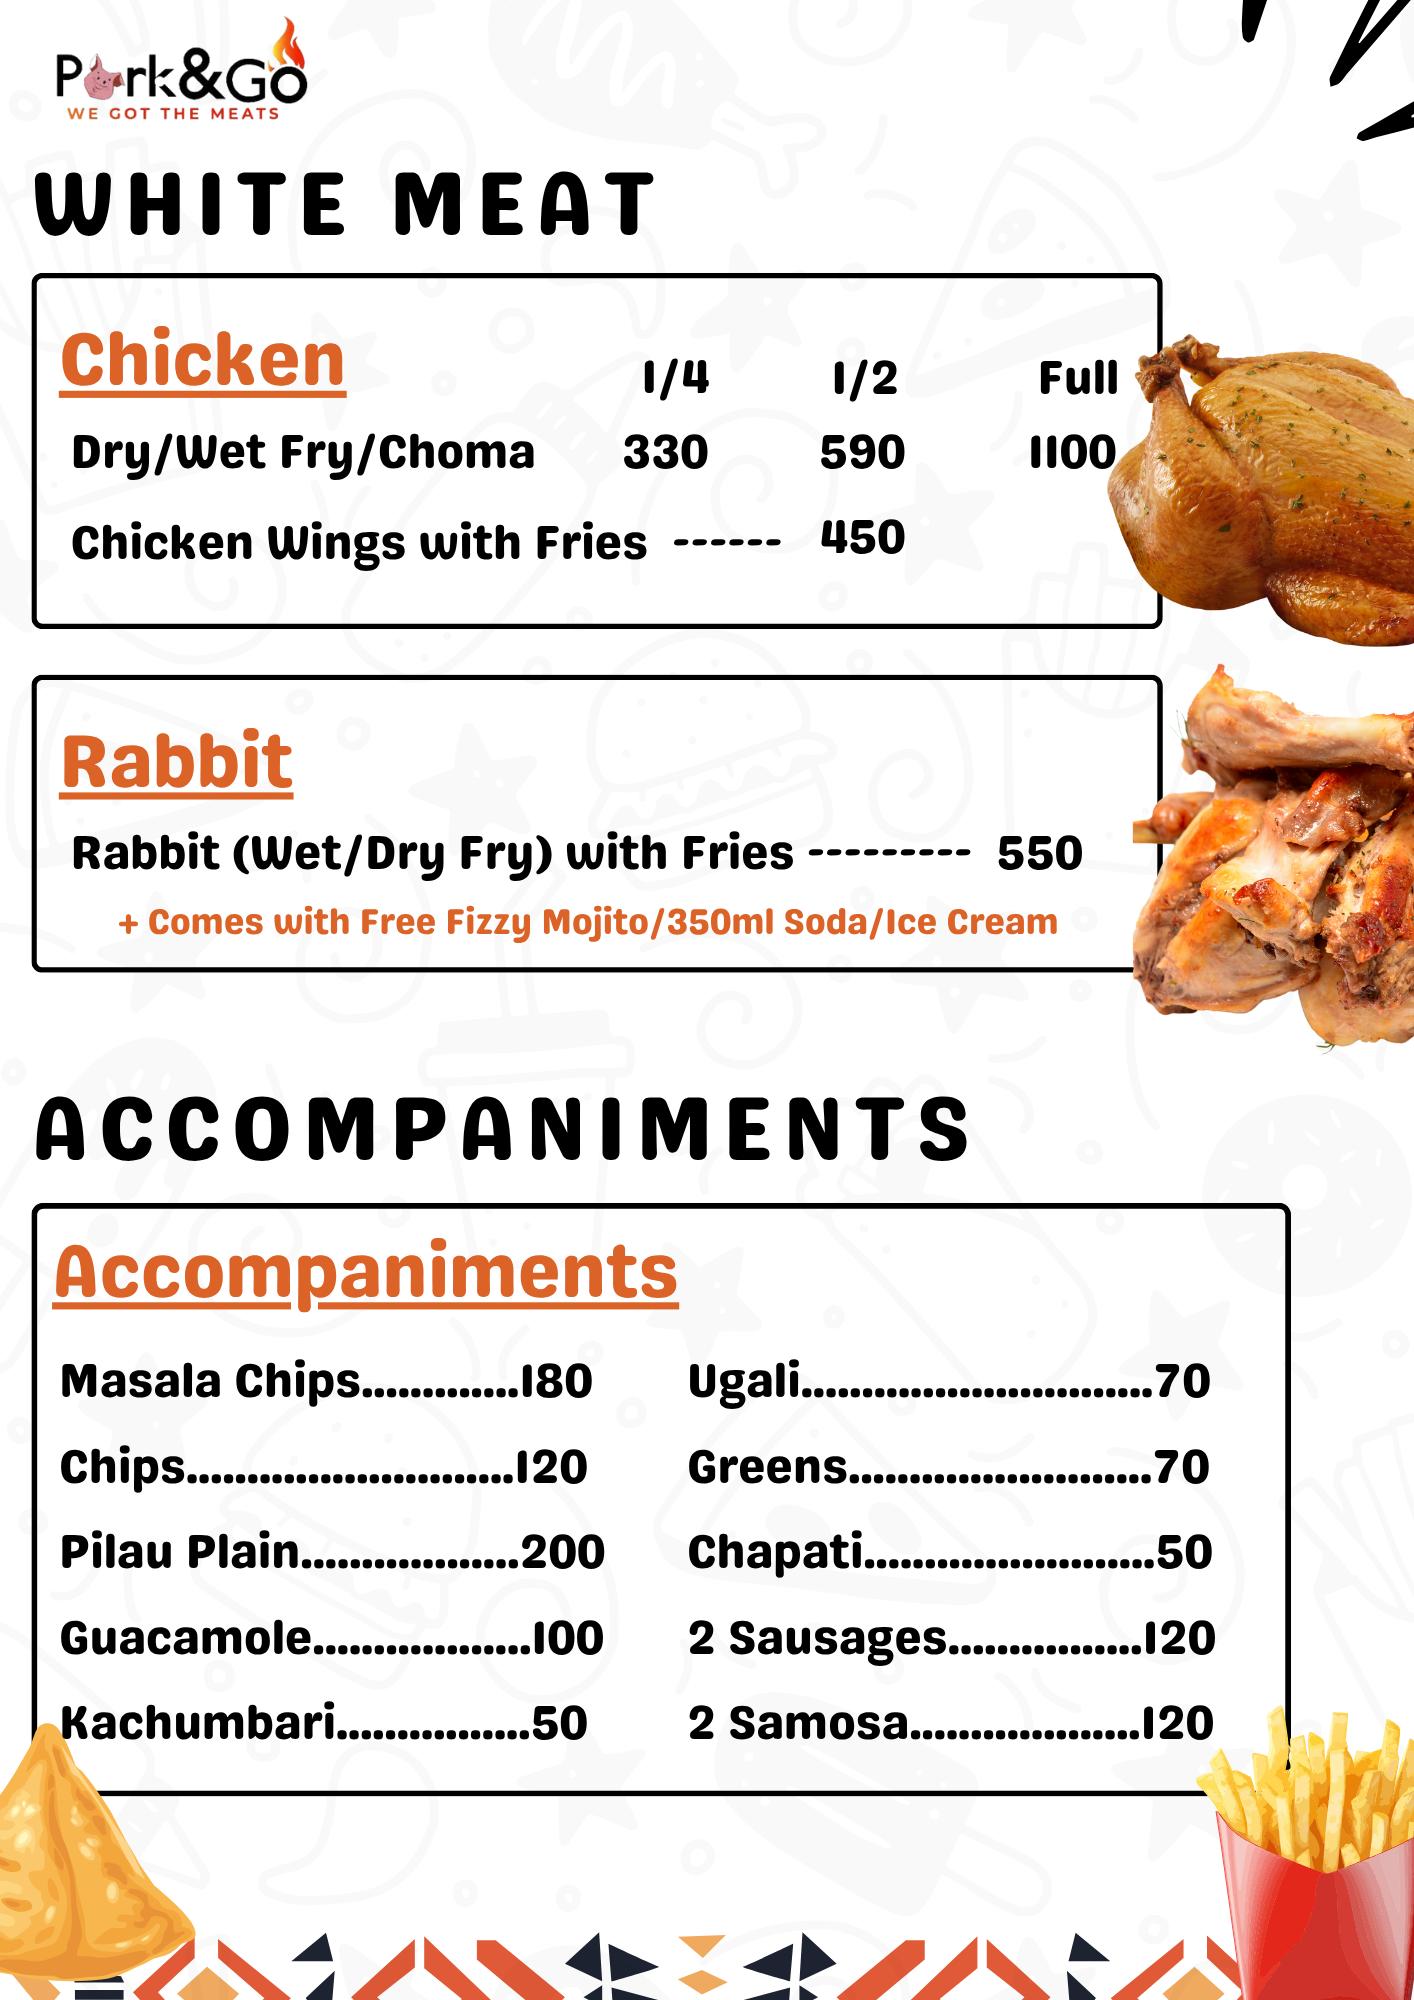 Pork&Go
WE GOT THE MEATS
WHITE MEAT
Chicken 1/4 1/2 Full
Dry/Wet Fry/Choma 330 590 1100
Chicken Wings with Fries ------ 450
Rabbit
Rabbit (Wet/Dry Fry) with Fries --------- 550
+ Comes with Free Fizzy Mojito/350ml Soda/Ice Cream
ACCOMPANIMENTS
Accompaniments
Masala Chips.............180
Chips...........................120
Pilau Plain..................200
Guacamole..................100
Kachumbari................50
Ugali.............................70
Greens.........................70
Chapati........................50
2 Sausages................120
2 Samosa...................120